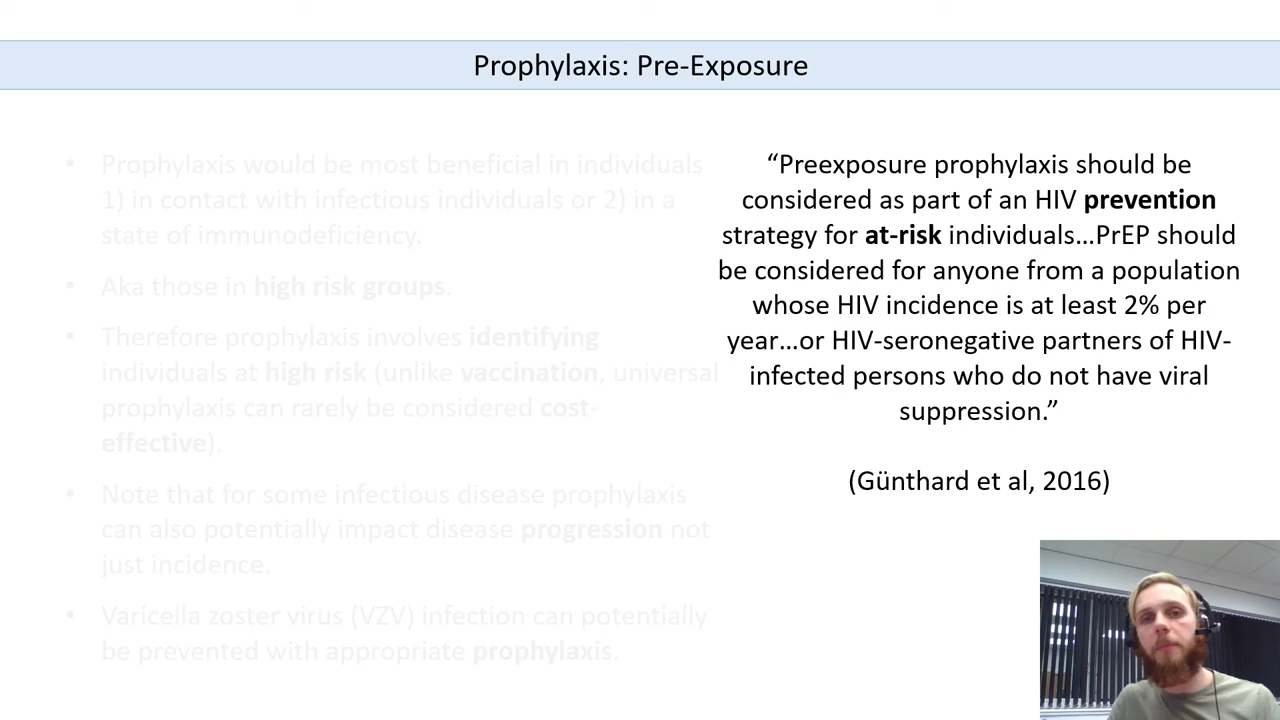 Prophylaxis: Pre-Exposure
• Prophylaxis would be most beneficial in individuals
1) in contact with infectious individuals or 2) in a
state of immunodeficiency.
• Aka those in high risk groups.
• Therefore prophylaxis involves identifying
individuals at high risk (unlike vaccination, universal
prophylaxis can rarely be considered cost-
effective).
• Note that for some infectious disease prophylaxis
can also potentially impact disease progression not
just incidence.
• Varicella zoster virus (VZV) infection can potentially
be prevented with appropriate prophylaxis.
“Preexposure prophylaxis should be
considered as part of an HIV prevention
strategy for at-risk individuals…PrEP should
be considered for anyone from a population
whose HIV incidence is at least 2% per
year…or HIV-seronegative partners of HIV-
infected persons who do not have viral
suppression.”
(Günthard et al, 2016)